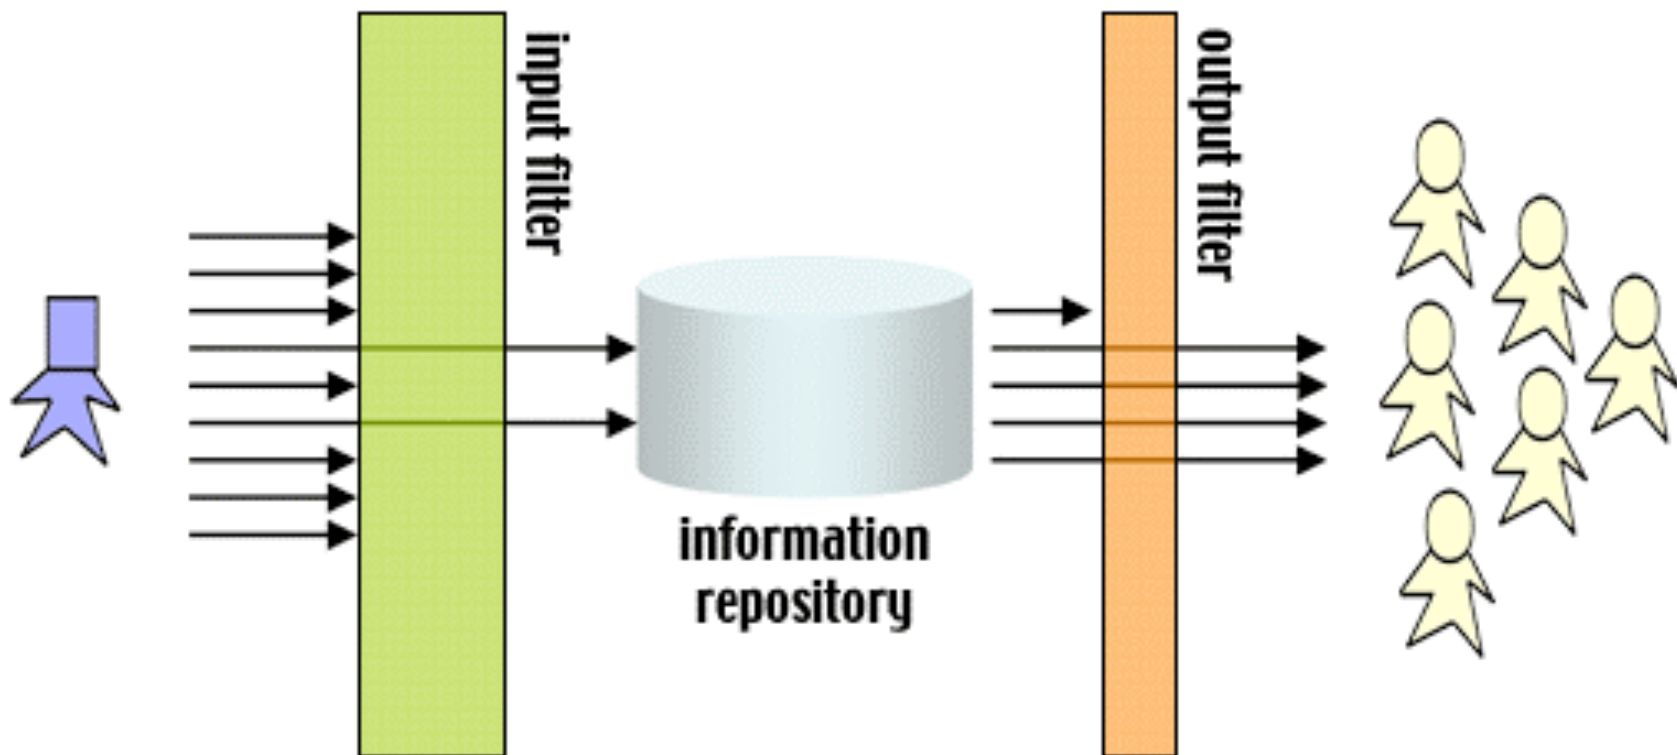 input filter
information
repository
output filter